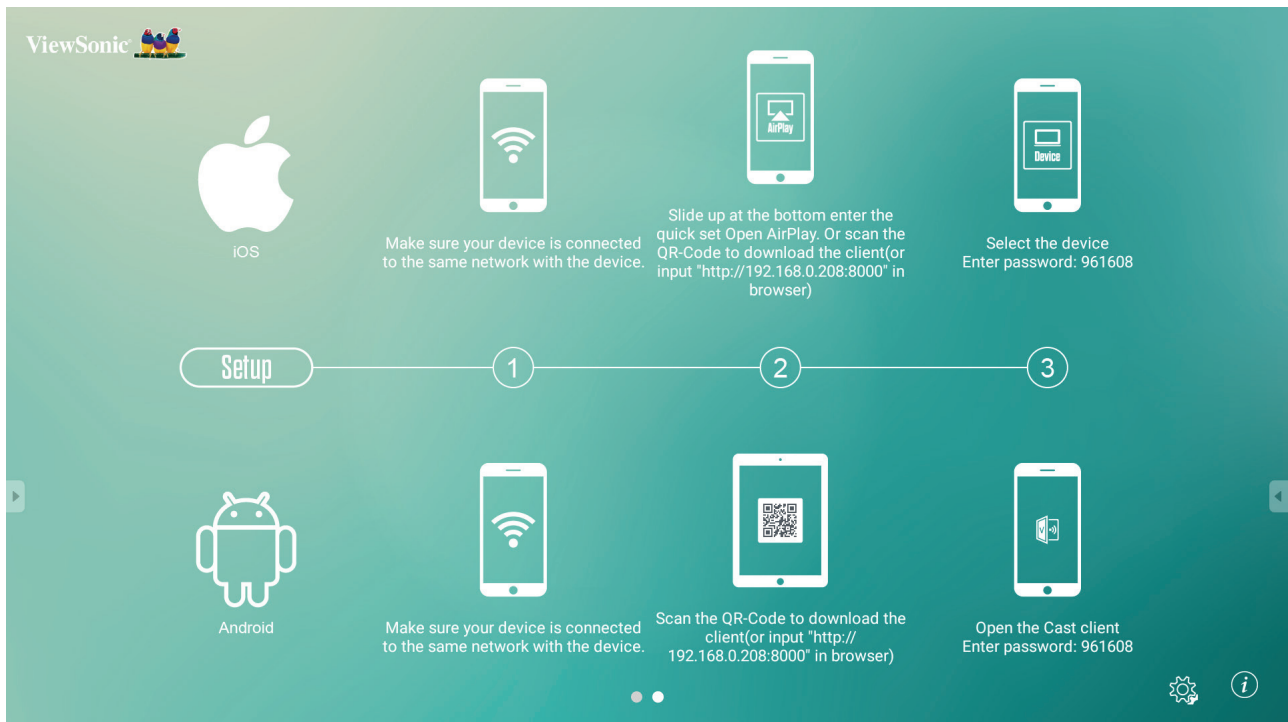 ViewSonic
AirPlay
Device
iOS
Make sure your device is connected
to the same network with the device.
Slide up at the bottom enter the
quick set Open AirPlay. Or scan the
QR-Code to download the client(or
input "http://192.168.0.208:8000" in
browser)
Select the device
Enter password: 961608
Setup
1
2
3
V
Android
Make sure your device is connected
to the same network with the device.
Scan the QR-Code to download the
client(or input "http://
192.168.0.208:8000" in browser)
Open the Cast client
Enter password: 961608
i